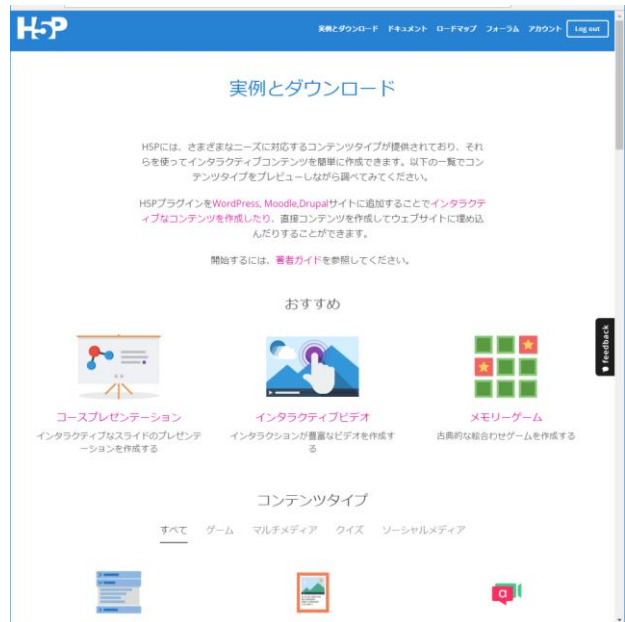 H5P
実例とダウンロード ドキュメント ロードマップ フォーラム アカウント Log out
実例とダウンロード
H5Pには、さまざまなニーズに対応するコンテンツタイプが提供されており、それ
らを使ってインタラクティブコンテンツを簡単に作成できます。以下の一覧でコン
テンツタイプをプレビューしながら調べてみてください。
H5PプラグインをWordPress, Moodle,Drupalサイトに追加することでインタラクテ
ィブなコンテンツを作成したり、直接コンテンツを作成してウェブサイトに埋め込
んだりすることができます。
開始するには、著者ガイドを参照してください。
おすすめ
feedback
コースプレゼンテーション
インタラクティブなスライドのプレゼンテ
ーションを作成する
インタラクティブビデオ
インタラクションが豊富なビデオを作成す
る
メモリーゲーム
古典的な絵合わせゲームを作成する
コンテンツタイプ
すべて ゲーム マルチメディア クイズ ソーシャルメディア
a